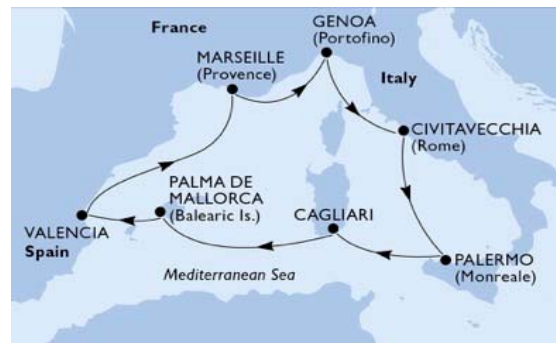 GENOA
(Portofino)
France
MARSEILLE
(Provence)
Italy
CIVITAVECCHIA
(Rome)
PALMA DE
MALLORCA
(Balearic Is.)
CAGLIARI
VALENCIA
Spain
PALERMO
(Monreale)
Mediterranean Sea